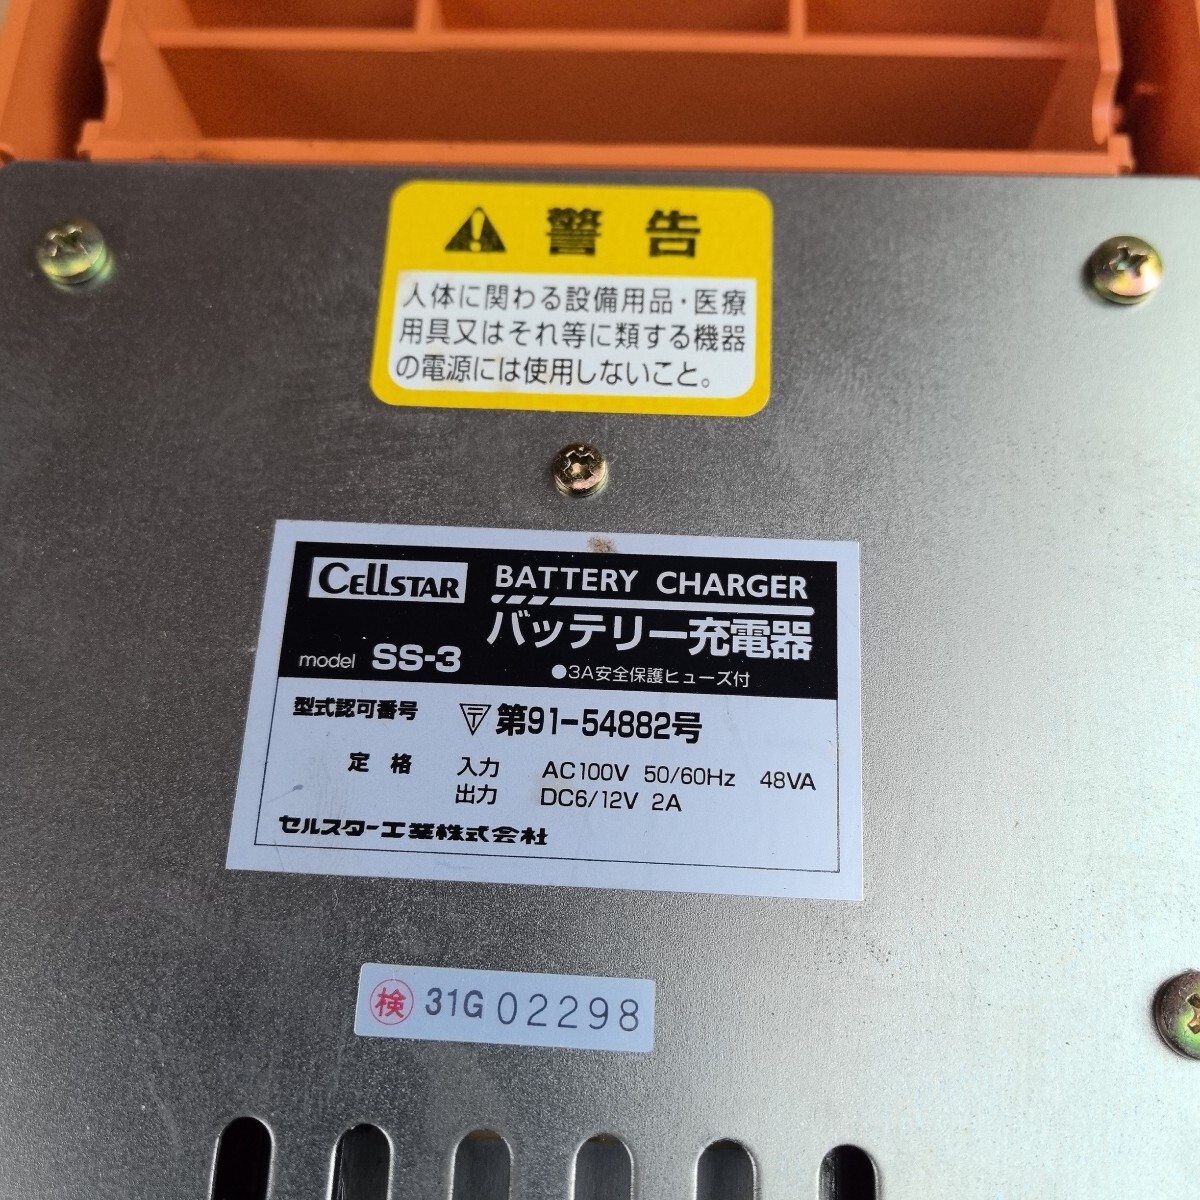 警告
人体に関わる設備用品・医療
用具又はそれ等に類する機器
の電源には使用しないこと。
CELLSTAR
BATTERY CHARGER
バッテリー充電器
model SS-3
●3A安全保護ヒューズ付
型式認可番号 〒 第91-54882号
定格 入力 AC100V 50/60Hz 48VA
出力 DC6/12V 2A
セルスター工業株式会社
検 31G 02298